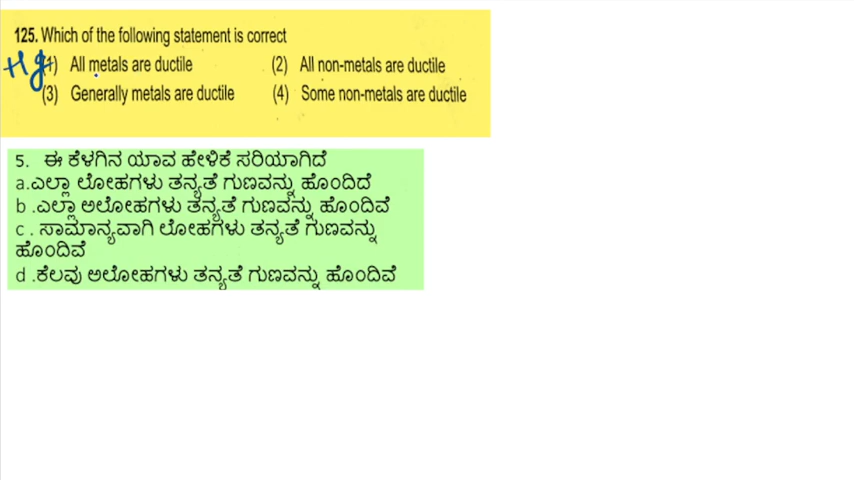 125. Which of the following statement is correct
Hg (1) All metals are ductile (2) All non-metals are ductile
(3) Generally metals are ductile (4) Some non-metals are ductile
5. ಈ ಕೆಳಗಿನ ಯಾವ ಹೇಳಿಕೆ ಸರಿಯಾಗಿದೆ
a.ಎಲ್ಲಾ ಲೋಹಗಳು ತನ್ಯತೆ ಗುಣವನ್ನು ಹೊಂದಿದೆ
b .ಎಲ್ಲಾ ಅಲೋಹಗಳು ತನ್ಯತೆ ಗುಣವನ್ನು ಹೊಂದಿವೆ
c . ಸಾಮಾನ್ಯವಾಗಿ ಲೋಹಗಳು ತನ್ಯತೆ ಗುಣವನ್ನು
ಹೊಂದಿವೆ
d .ಕೆಲವು ಅಲೋಹಗಳು ತನ್ಯತೆ ಗುಣವನ್ನು ಹೊಂದಿವೆ